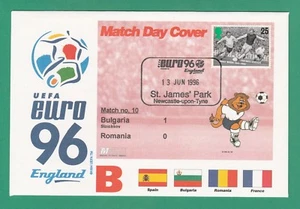 Match Day Cover
25
UEFA
euro
96
England
euro 96
England
13 JUN 1996
St. James' Park
Newcastle-upon-Tyne
Match no. 10
Bulgaria 1
Stoichkov
Romania 0
B
Spain Bulgaria Romania France